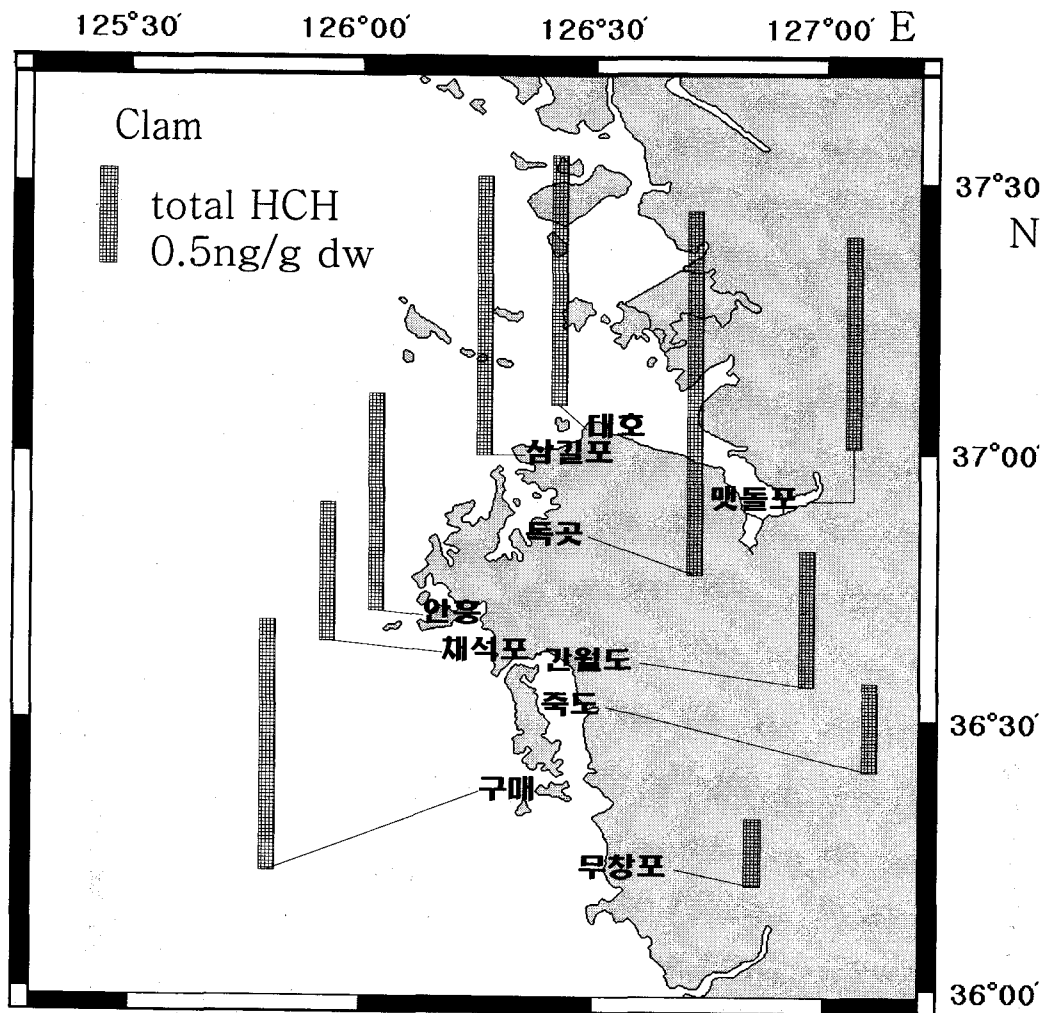 125°30′ 126°00′ 126°30′ 127°00′ E
Clam
total HCH
0.5ng/g dw
37°30′
N
대호
삼길포
37°00′
맷돌포
독곶
안흥
채석포
간월도
죽도
36°30′
구매
무창포
36°00′